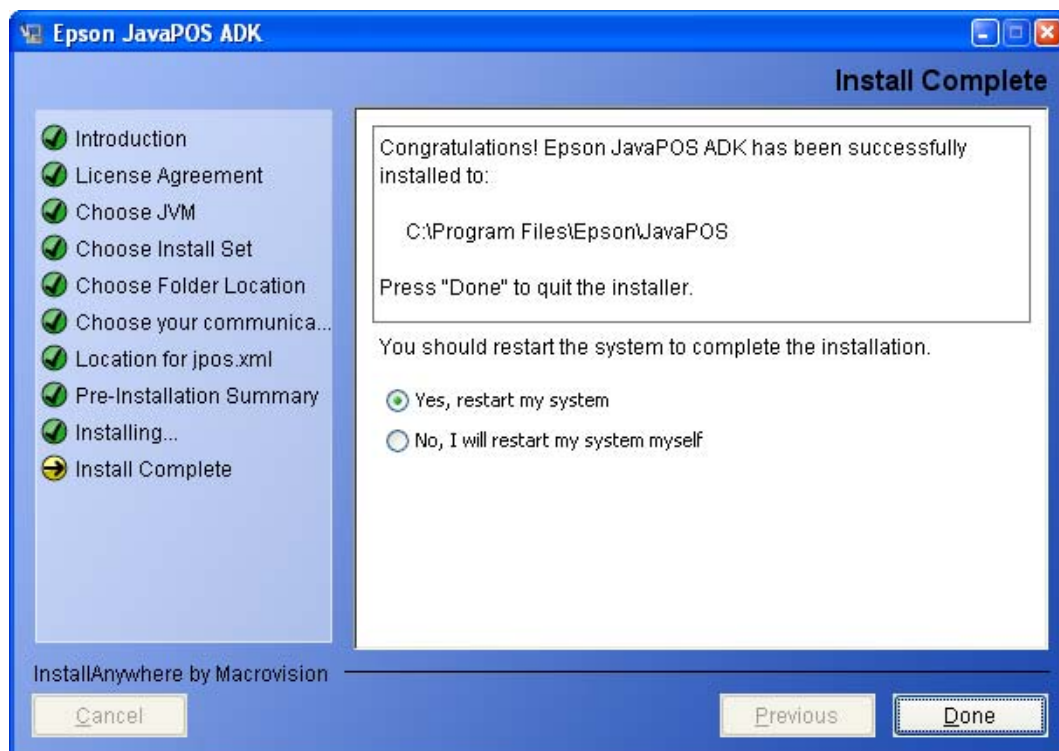 Epson JavaPOS ADK
Install Complete
Introduction
License Agreement
Choose JVM
Choose Install Set
Choose Folder Location
Choose your communica...
Location for jpos.xml
Pre-Installation Summary
Installing...
Install Complete
Congratulations! Epson JavaPOS ADK has been successfully
installed to:
C:\Program Files\Epson\JavaPOS
Press "Done" to quit the installer.
You should restart the system to complete the installation.
Yes, restart my system
No, I will restart my system myself
InstallAnywhere by Macrovision
Cancel
Previous
Done